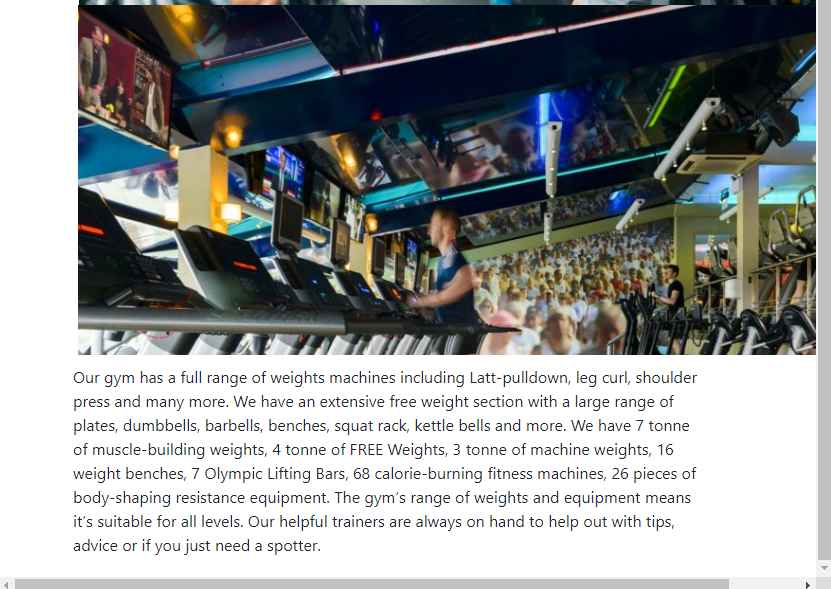 Our gym has a full range of weights machines including Latt-pulldown, leg curl, shoulder
press and many more. We have an extensive free weight section with a large range of
plates, dumbbells, barbells, benches, squat rack, kettle bells and more. We have 7 tonne
of muscle-building weights, 4 tonne of FREE Weights, 3 tonne of machine weights, 16
weight benches, 7 Olympic Lifting Bars, 68 calorie-burning fitness machines, 26 pieces of
body-shaping resistance equipment. The gym’s range of weights and equipment means
it’s suitable for all levels. Our helpful trainers are always on hand to help out with tips,
advice or if you just need a spotter.